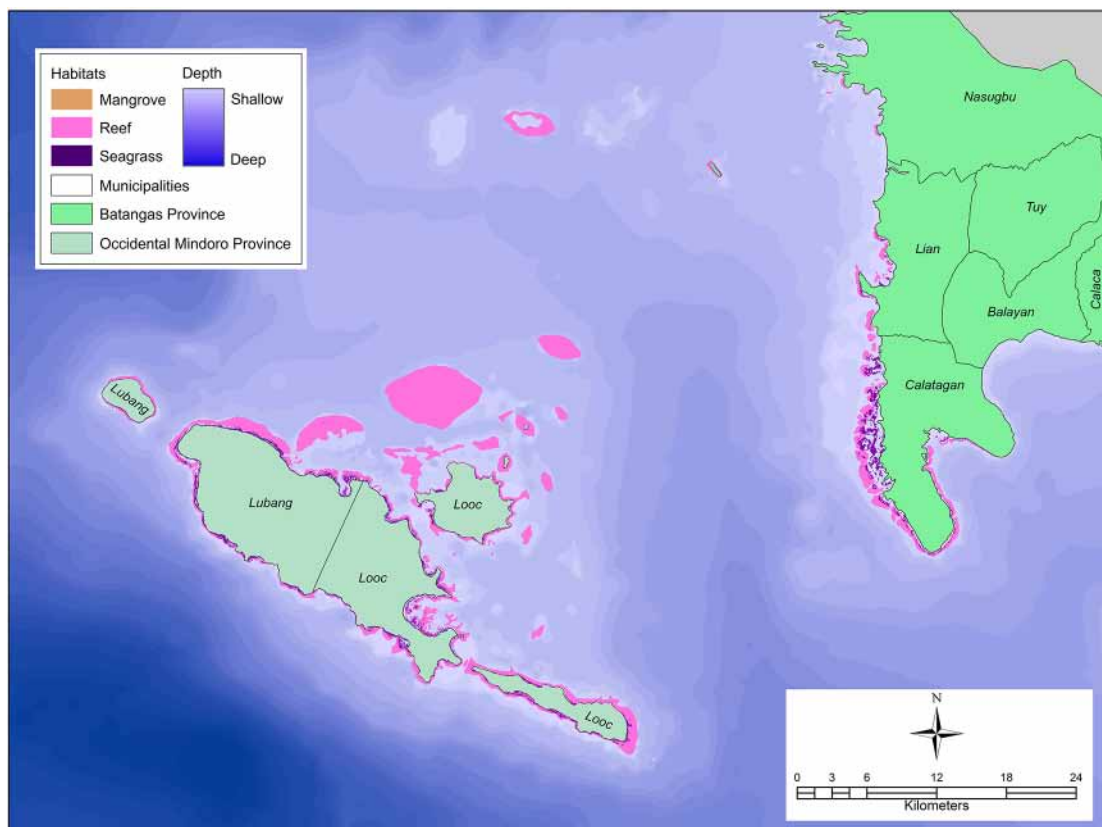 Habitats
Mangrove
Reef
Seagrass
Municipalities
Batangas Province
Occidental Mindoro Province
Depth
Shallow
Deep
Nasugbu
Tuy
Lian
Calaca
Balayan
Calatagan
Lubang
Lubang
Looc
Looc
Looc
N
0 3 6 12 18 24
Kilometers